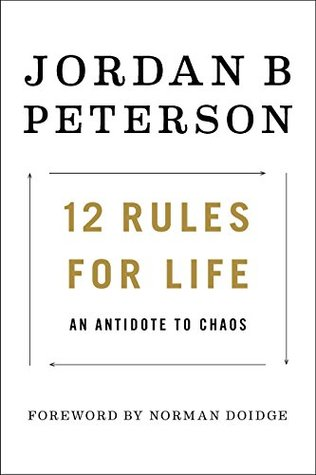 JORDAN B
PETERSON
12 RULES
FOR LIFE
AN ANTIDOTE TO CHAOS
FOREWORD BY NORMAN DOIDGE